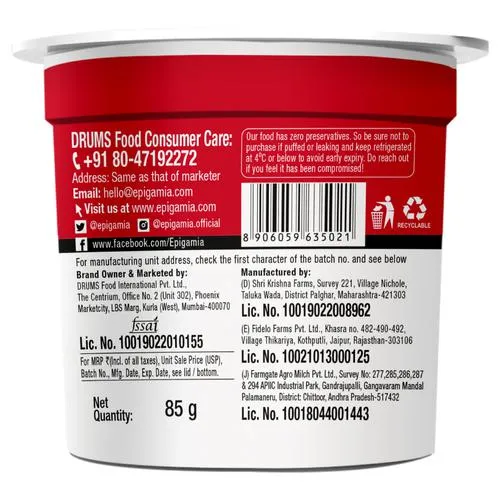 DRUMS Food Consumer Care:
+91 80-47192272
Address: Same as that of marketer
Email: hello@epigamia.com
Visit us at www.epigamia.com
@epigamia @epigamia.official
www.facebook.com/Epigamia
Our food has zero preservatives. So be sure not to
purchase if puffed or leaking and keep refrigerated
at 4°C or below to avoid early expiry. Do reach out
if you feel it has been compromised!
8 906059 635021
RECYCLABLE
For manufacturing unit address, check the first character of the batch no. and see below
Brand Owner & Marketed by:
DRUMS Food International Pvt. Ltd.,
The Centrium, Office No. 2 (Unit 302), Phoenix
Marketcity, LBS Marg, Kurla (West), Mumbai-400070
fssai
Lic. No. 10019022010155
For MRP ₹(Incl. of all taxes), Unit Sale Price (USP),
Batch No., Mfg. Date, Exp. Date, see lid / bottom.
Net
Quantity: 85 g
Manufactured by:
(D) Shri Krishna Farms, Survey 221, Village Nichole,
Taluka Wada, District Palghar, Maharashtra-421303
Lic. No. 10019022008962
(E) Fidelo Farms Pvt. Ltd., Khasra no. 482-490-492,
Village Thikariya, Kothputli, Jaipur, Rajasthan-303106
Lic. No. 10021013000125
(J) Farmgate Agro Milch Pvt. Ltd., Survey No: 277,285,286,287
& 294 APIIC Industrial Park, Gandrajupalli, Gangavaram Mandal
Palamaneru, District: Chittoor, Andhra Pradesh-517432
Lic. No. 10018044001443